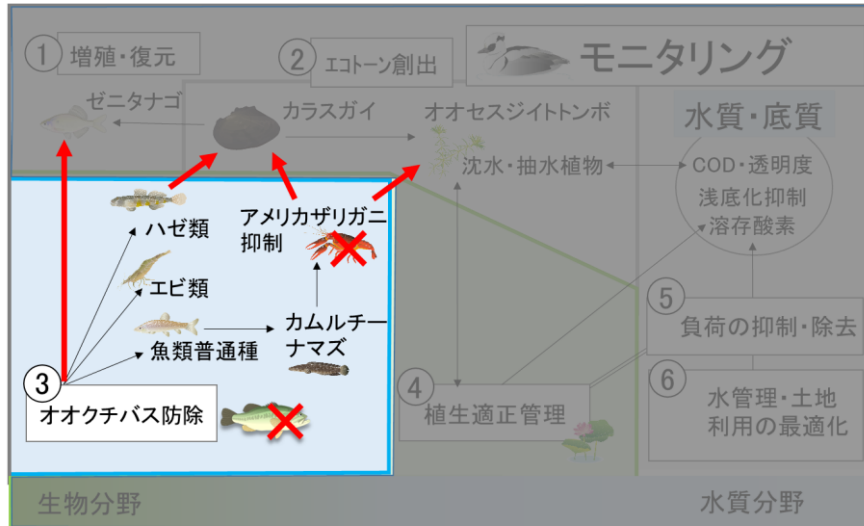 ① 増殖・復元
② エコトーン創出
モニタリング
ゼニタナゴ
カラスガイ
オオセスジイトトンボ
水質・底質
沈水・抽水植物
COD・透明度
浅底化抑制
溶存酸素
ハゼ類
アメリカザリガニ
抑制
エビ類
魚類普通種
カムルチー
ナマズ
③
オオクチバス防除
④
植生適正管理
⑤
負荷の抑制・除去
⑥
水管理・土地
利用の最適化
生物分野
水質分野